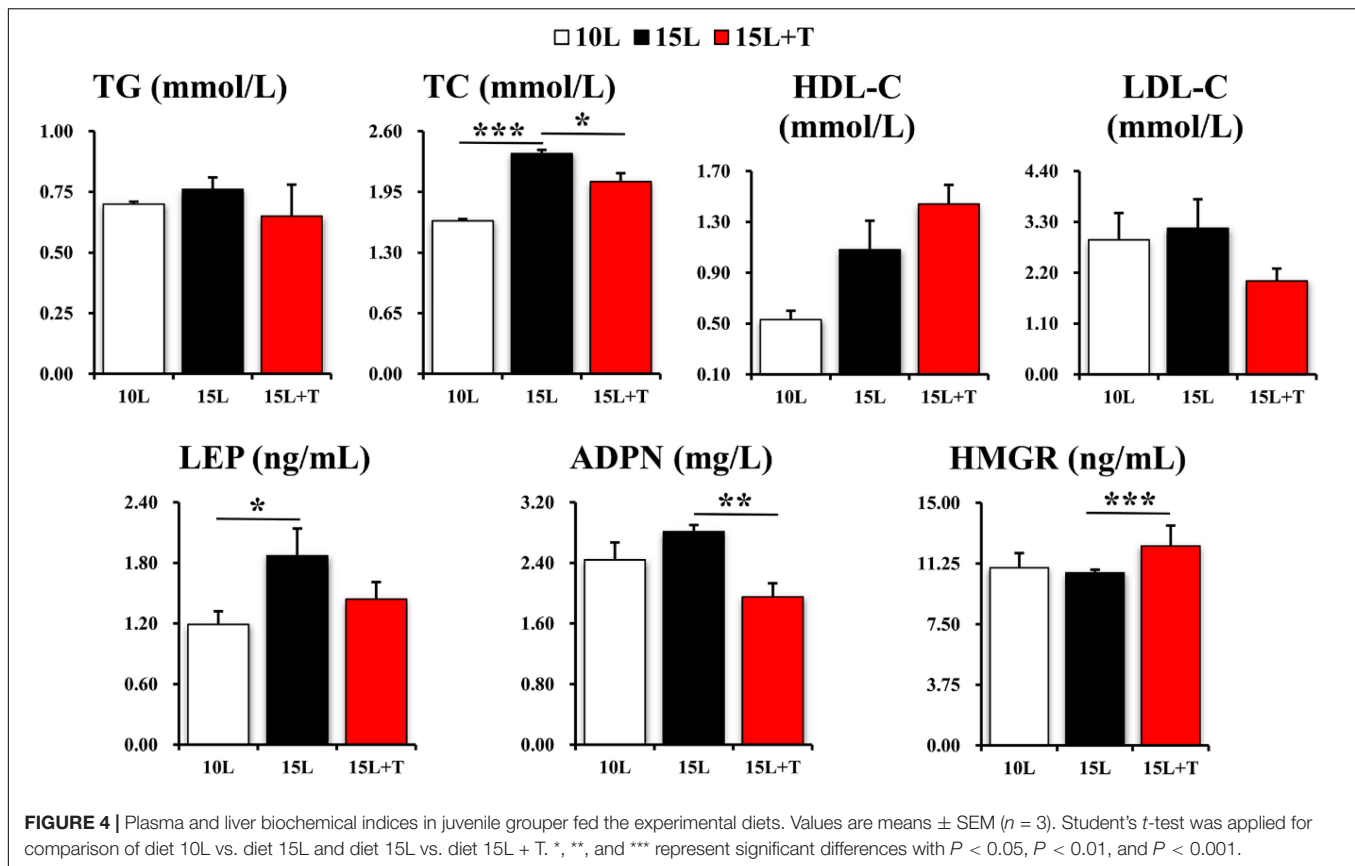 10L 15L 15L+T
TG (mmol/L)
1.00
0.75
0.50
0.25
0.00
10L 15L 15L+T
TC (mmol/L)
*** *
2.60
1.95
1.30
0.65
0.00
10L 15L 15L+T
HDL-C
(mmol/L)
1.70
1.30
0.90
0.50
0.10
10L 15L 15L+T
LDL-C
(mmol/L)
4.40
3.30
2.20
1.10
0.00
10L 15L 15L+T
LEP (ng/mL)
*
2.40
1.80
1.20
0.60
0.00
10L 15L 15L+T
ADPN (mg/L)
**
3.20
2.40
1.60
0.80
0.00
10L 15L 15L+T
HMGR (ng/mL)
***
15.00
11.25
7.50
3.75
0.00
10L 15L 15L+T
FIGURE 4 | Plasma and liver biochemical indices in juvenile grouper fed the experimental diets. Values are means ± SEM (n = 3). Student's t-test was applied for
comparison of diet 10L vs. diet 15L and diet 15L vs. diet 15L + T. *, **, and *** represent significant differences with P < 0.05, P < 0.01, and P < 0.001.